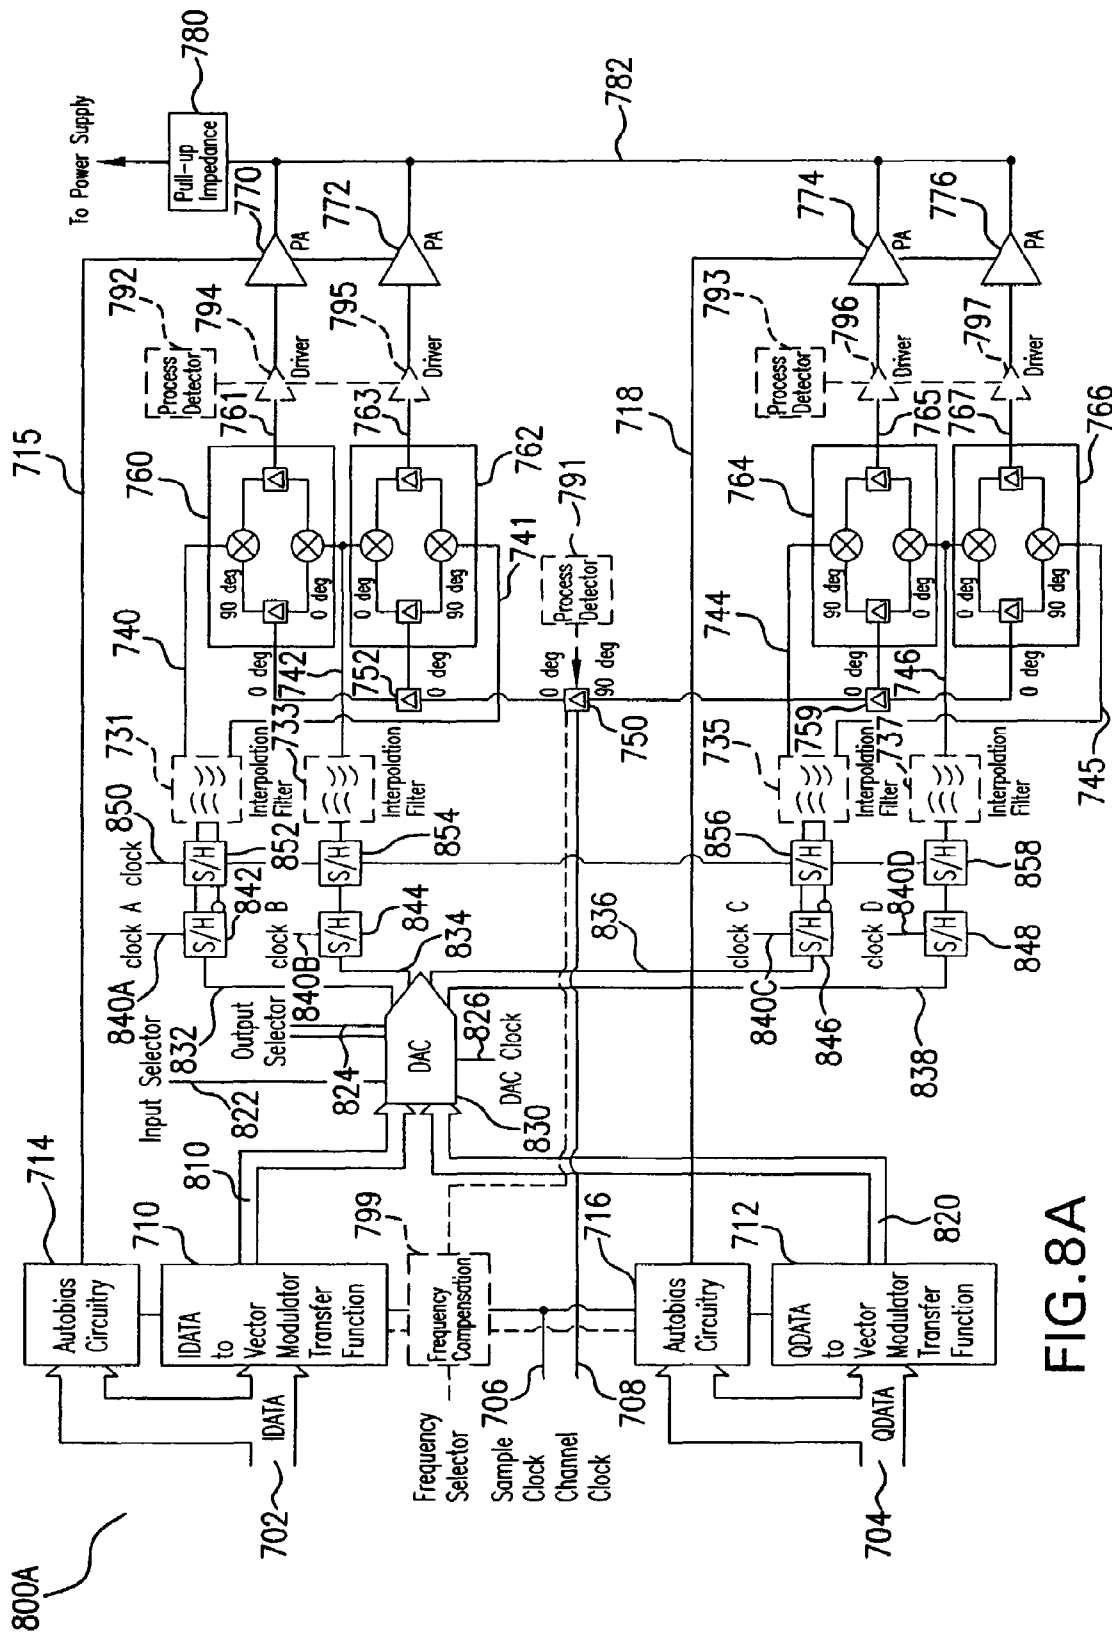 800A
702
IDATA
Autobias
Circuitry
714
715
IDATA
to
Vector
Modulator
Transfer
Function
710
810
Frequency
Selector
Frequency
Compensation
799
Sample
Clock
706
Channel
Clock
708
704
QDATA
Autobias
Circuitry
716
718
QDATA
to
Vector
Modulator
Transfer
Function
712
820
Input Selector
822
Output
Selector
824
DAC
830
DAC Clock
826
832
834
836
838
clock A
840A
S/H
842
clock
850
S/H
852
clock B
840B
S/H
844
S/H
854
clock C
840C
S/H
846
S/H
856
clock D
840D
S/H
848
S/H
858
731
Interpolation
Filter
733
Interpolation
Filter
735
Interpolation
Filter
737
Interpolation
Filter
740
742
741
744
746
745
752
0 deg
0 deg
750
0 deg
90 deg
759
0 deg
0 deg
Process
Detector
791
760
90 deg
0 deg
762
0 deg
90 deg
764
90 deg
0 deg
766
0 deg
90 deg
761
763
765
767
Process
Detector
792
794
Driver
795
Driver
Process
Detector
793
796
Driver
797
Driver
770
PA
772
774
PA
776
PA
Pull-up
Impedance
780
To Power Supply
782
FIG.8A